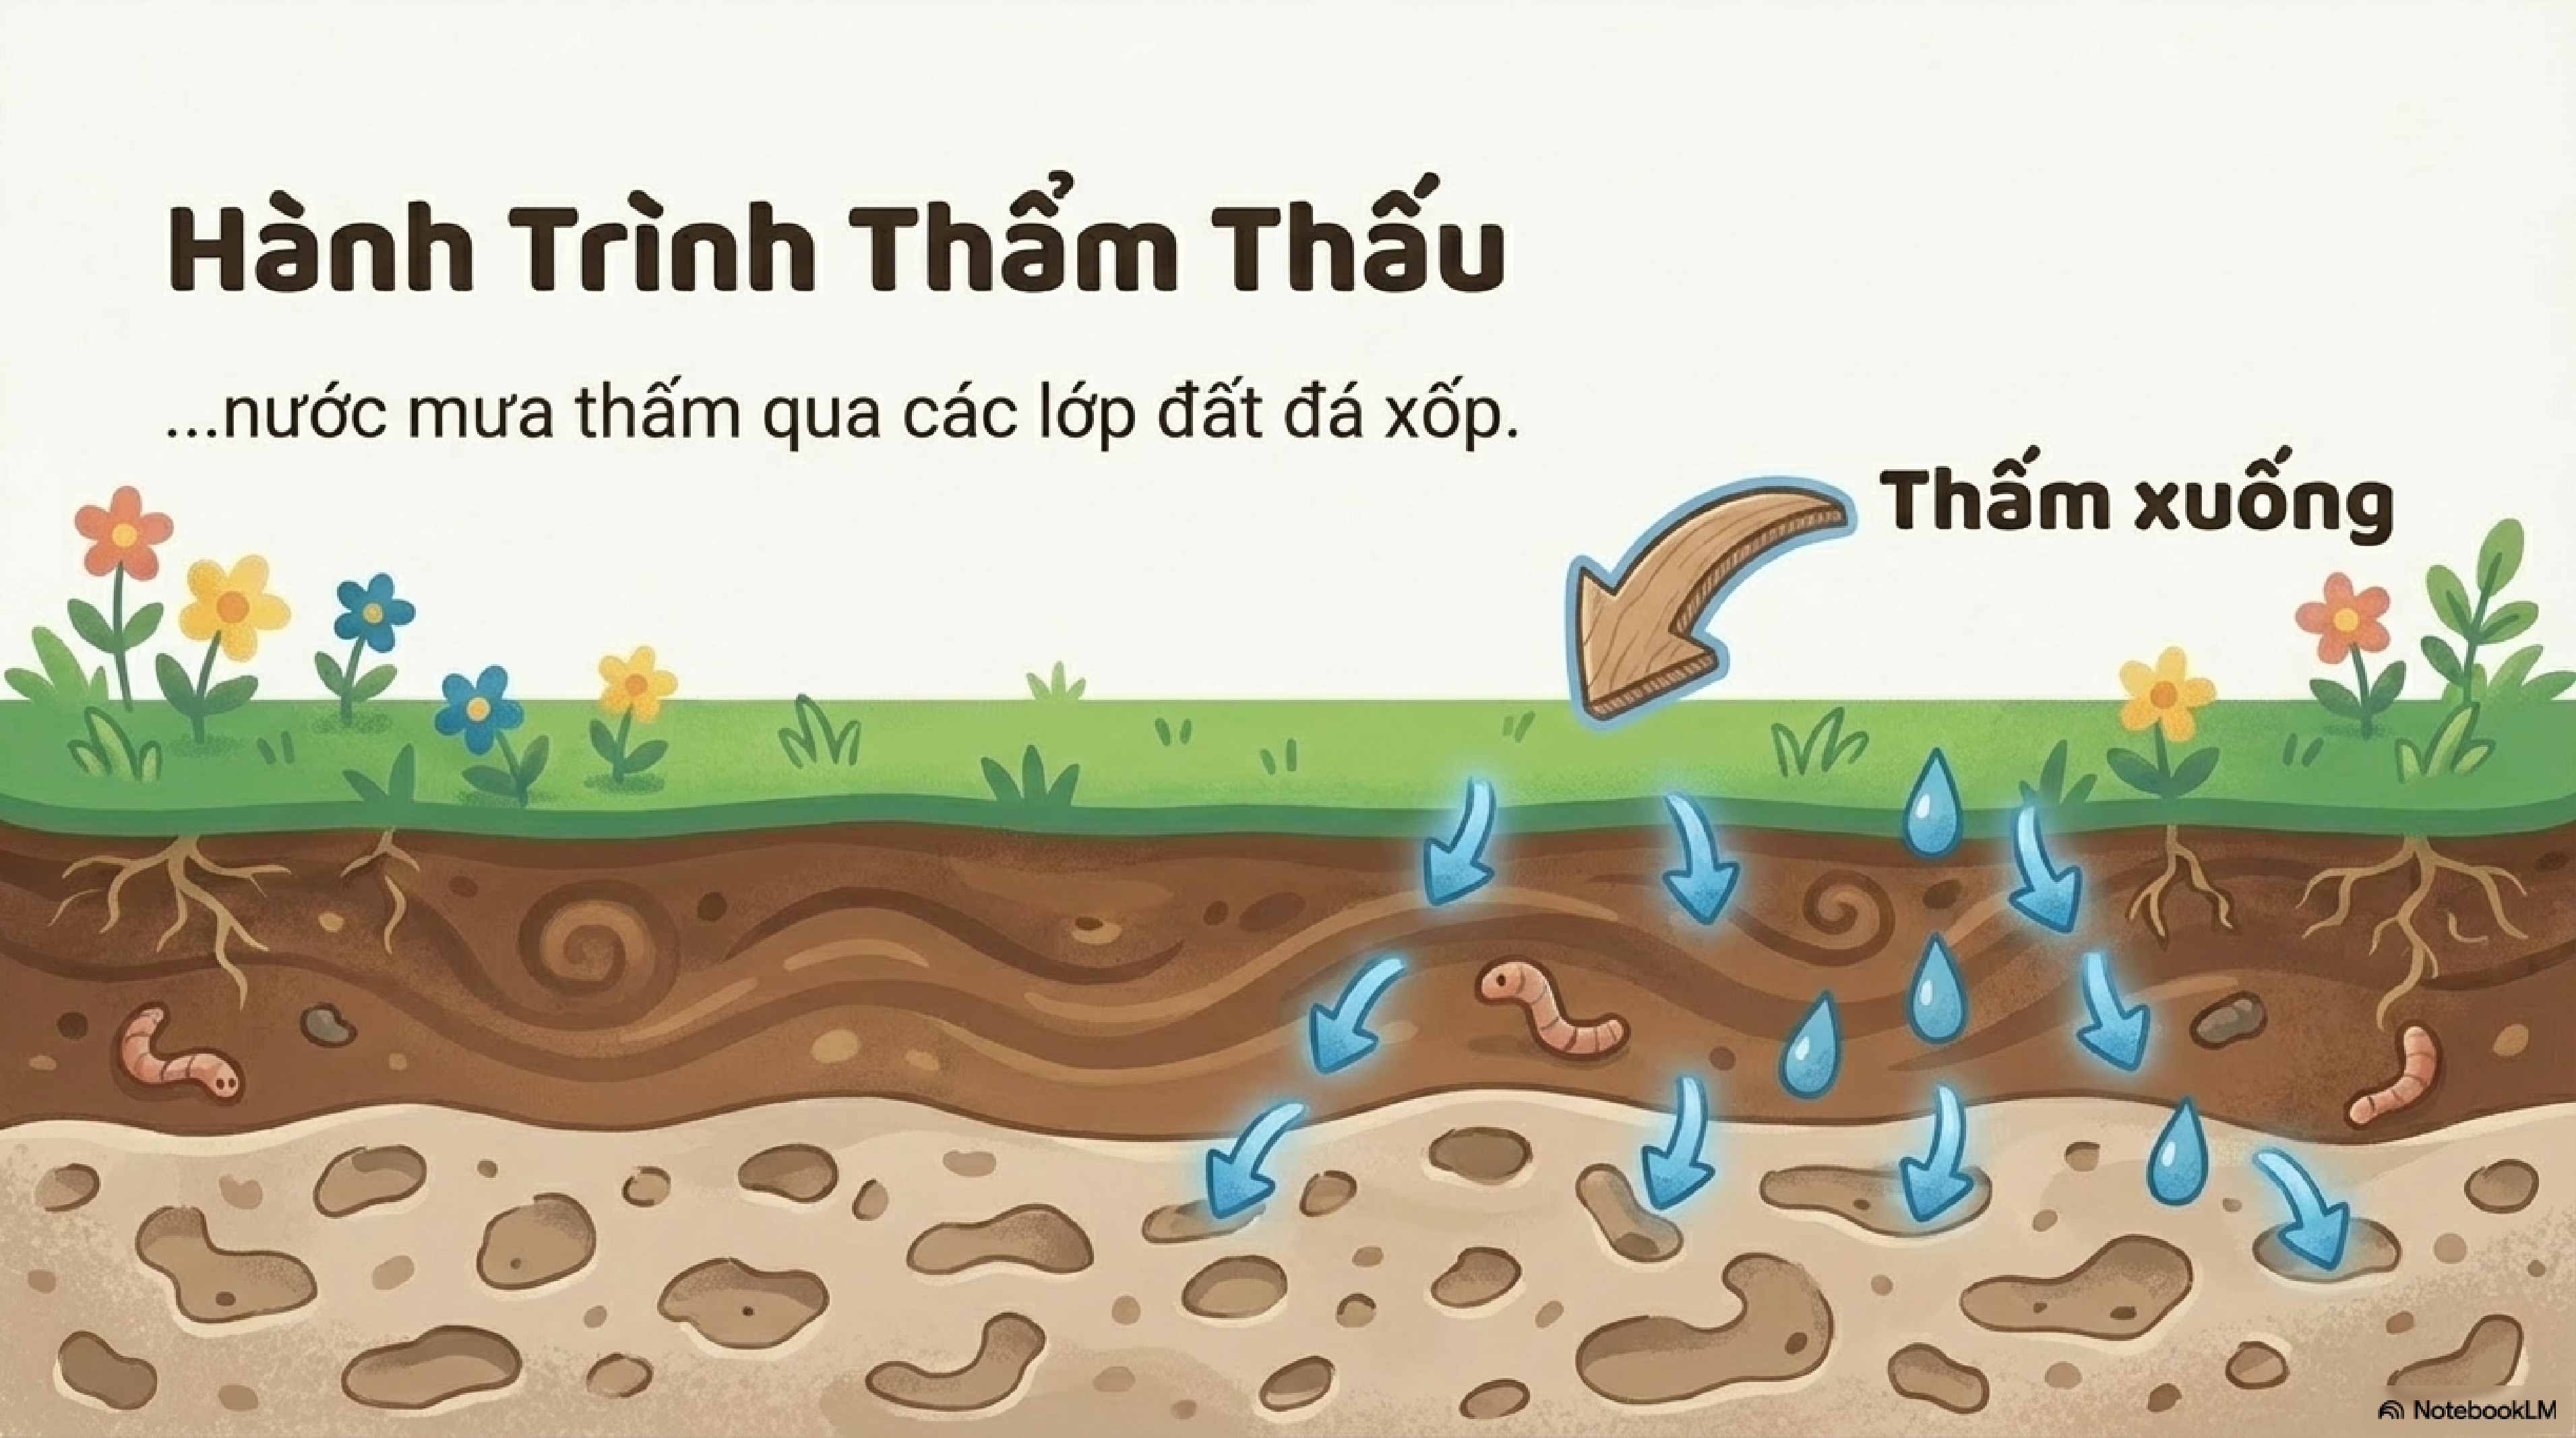 Hành Trình Thẩm Thấu
...nước mưa thấm qua các lớp đất đá xốp.
Thấm xuống
NotebookLM